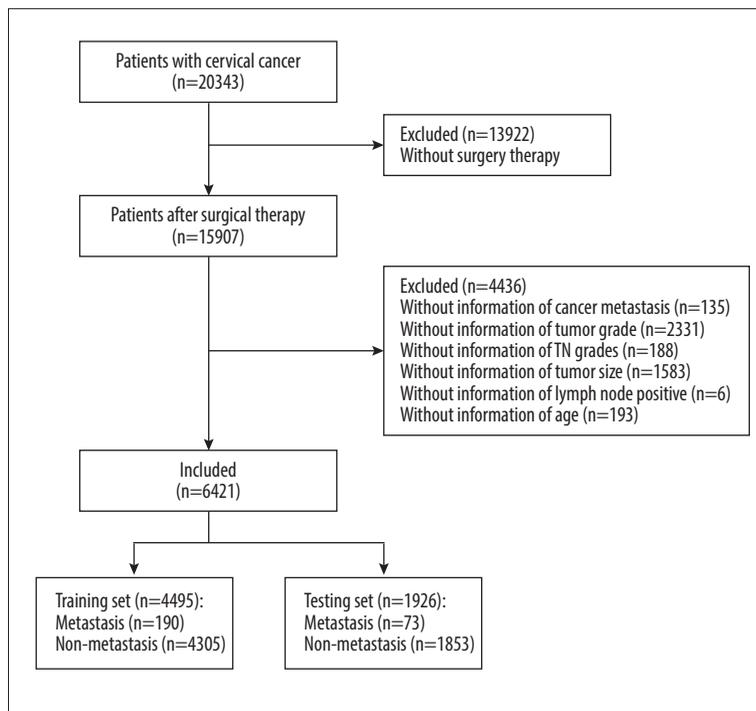 Patients with cervical cancer
(n=20343)
Excluded (n=13922)
Without surgery therapy
Patients after surgical therapy
(n=15907)
Excluded (n=4436)
Without information of cancer metastasis (n=135)
Without information of tumor grade (n=2331)
Without information of TN grades (n=188)
Without information of tumor size (n=1583)
Without information of lymph node positive (n=6)
Without information of age (n=193)
Included
(n=6421)
Training set (n=4495):
Metastasis (n=190)
Non-metastasis (n=4305)
Testing set (n=1926):
Metastasis (n=73)
Non-metastasis (n=1853)